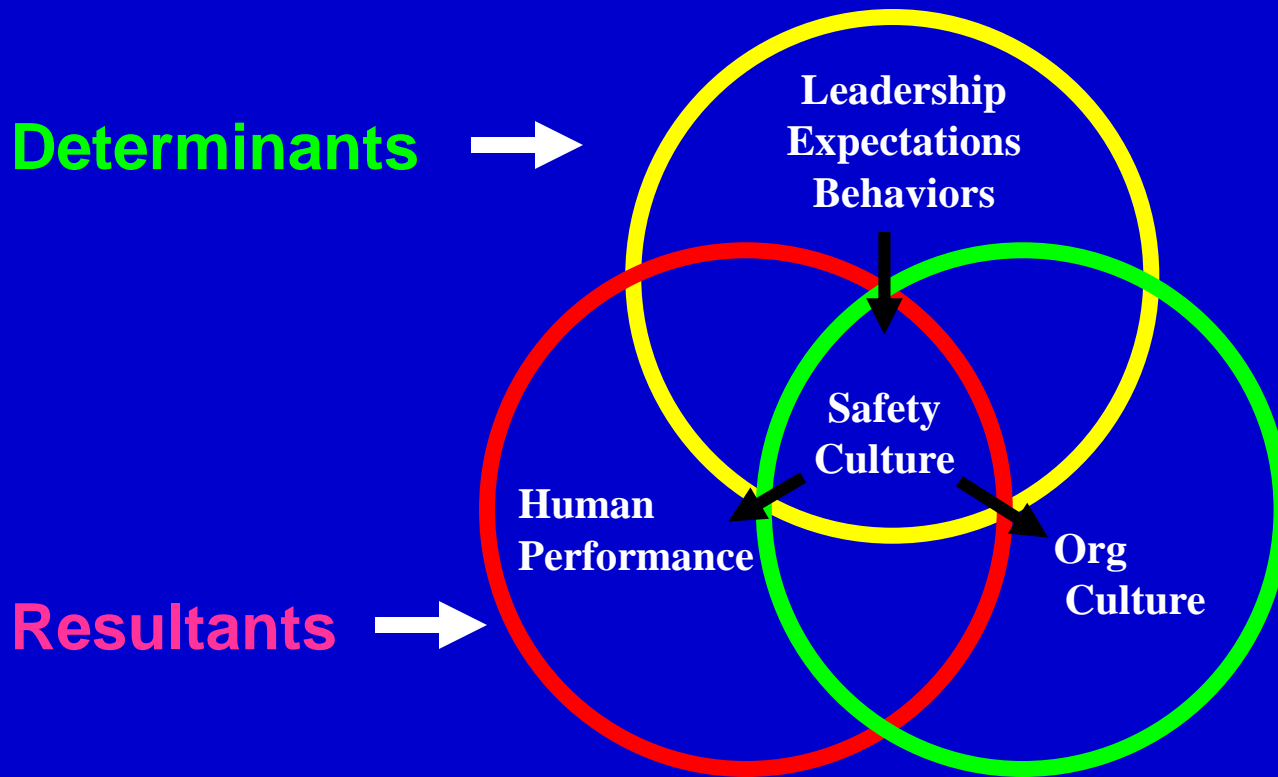 Determinants
Leadership
Expectations
Behaviors
Safety
Culture
Human
Performance
Org
Culture
Resultants